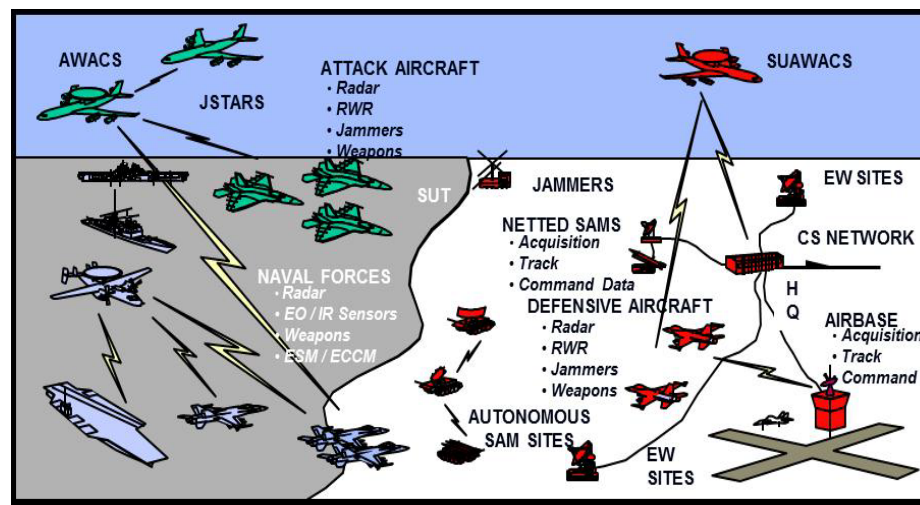 AWACS
JSTARS
ATTACK AIRCRAFT
• Radar
• RWR
• Jammers
• Weapons
SUAWACS
SUT
JAMMERS
EW SITES
NETTED SAMS
• Acquisition
• Track
• Command Data
CS NETWORK
H
Q
NAVAL FORCES
• Radar
• EO / IR Sensors
• Weapons
• ESM / ECCM
DEFENSIVE AIRCRAFT
• Radar
• RWR
• Jammers
• Weapons
AIRBASE
• Acquisition
• Track
• Command
AUTONOMOUS
SAM SITES
EW
SITES